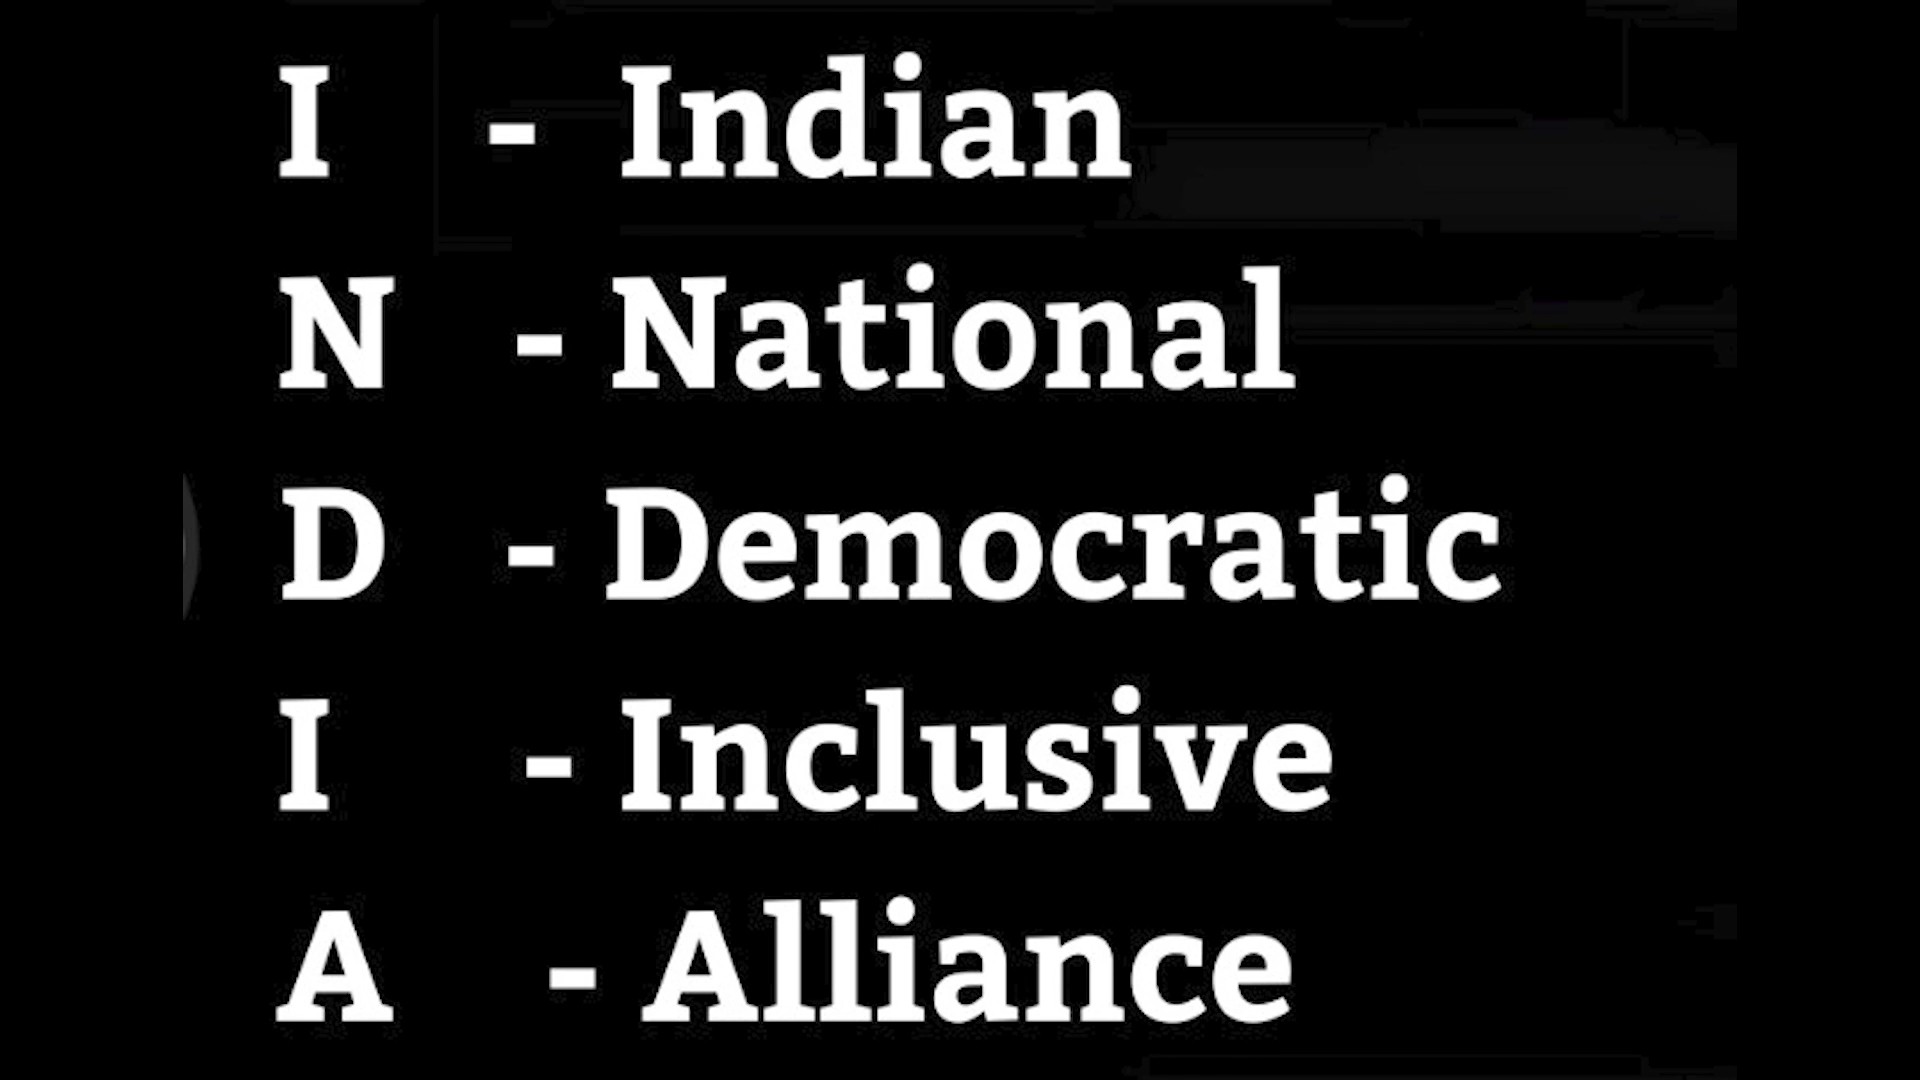 I - Indian
N - National
D - Democratic
I - Inclusive
A - Alliance